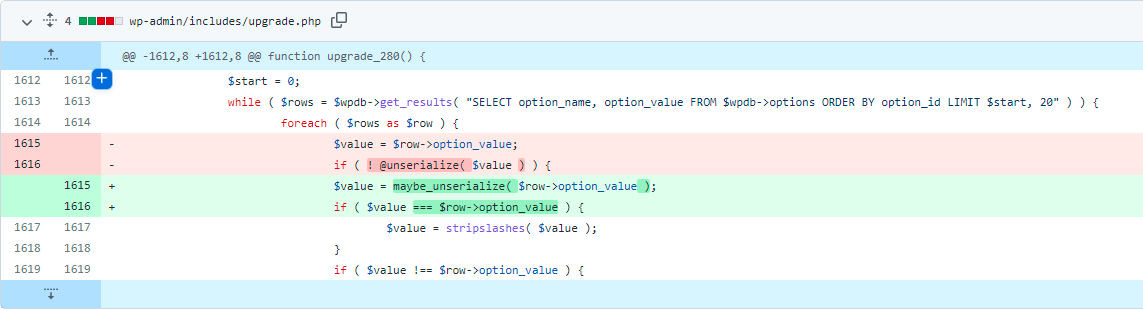 4 wp-admin/includes/upgrade.php
@@ -1612,8 +1612,8 @@ function upgrade_280() {
1612 1612 + $start = 0;
1613 1613 while ( $rows = $wpdb->get_results( "SELECT option_name, option_value FROM $wpdb->options ORDER BY option_id LIMIT $start, 20" ) ) {
1614 1614 foreach ( $rows as $row ) {
1615 - $value = $row->option_value;
1616 - if ( ! @unserialize( $value ) ) {
1615 + $value = maybe_unserialize( $row->option_value );
1616 + if ( $value === $row->option_value ) {
1617 1617 $value = stripslashes( $value );
1618 1618 }
1619 1619 if ( $value !== $row->option_value ) {